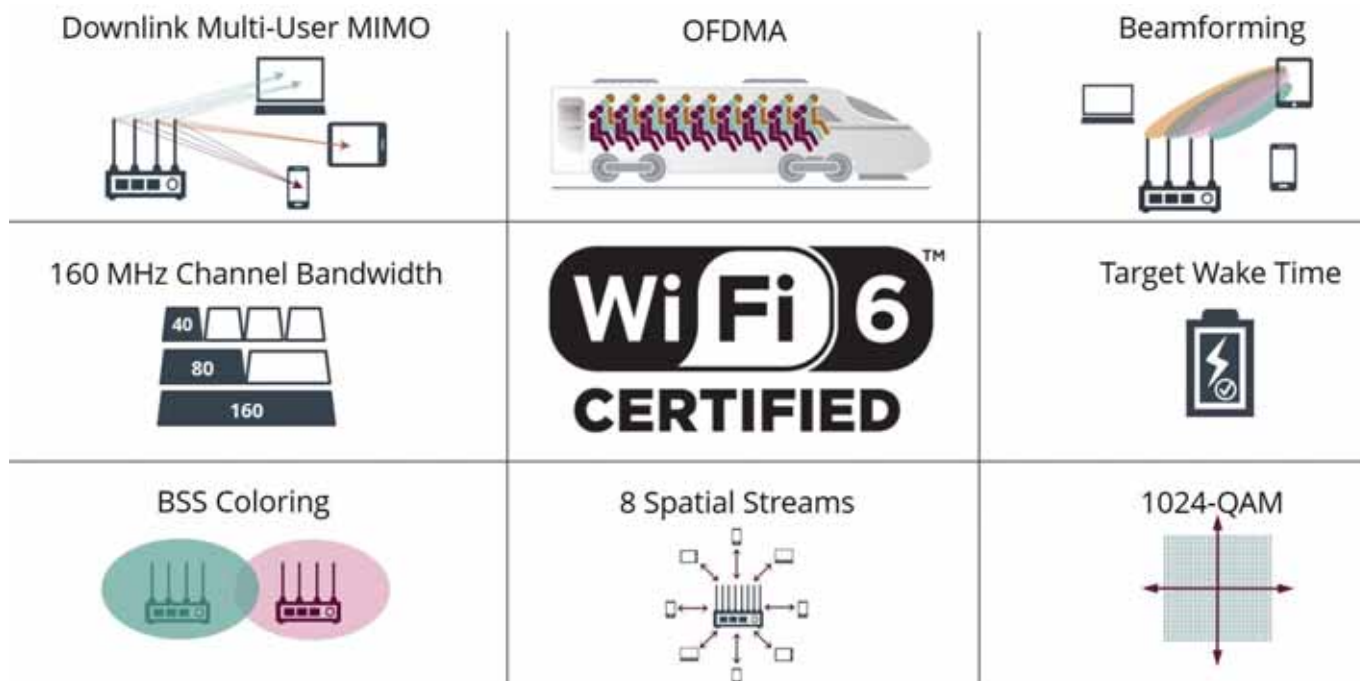 Downlink Multi-User MIMO
OFDMA
Beamforming
160 MHz Channel Bandwidth
40
80
160
Wi Fi 6 ™
CERTIFIED
Target Wake Time
BSS Coloring
8 Spatial Streams
1024-QAM